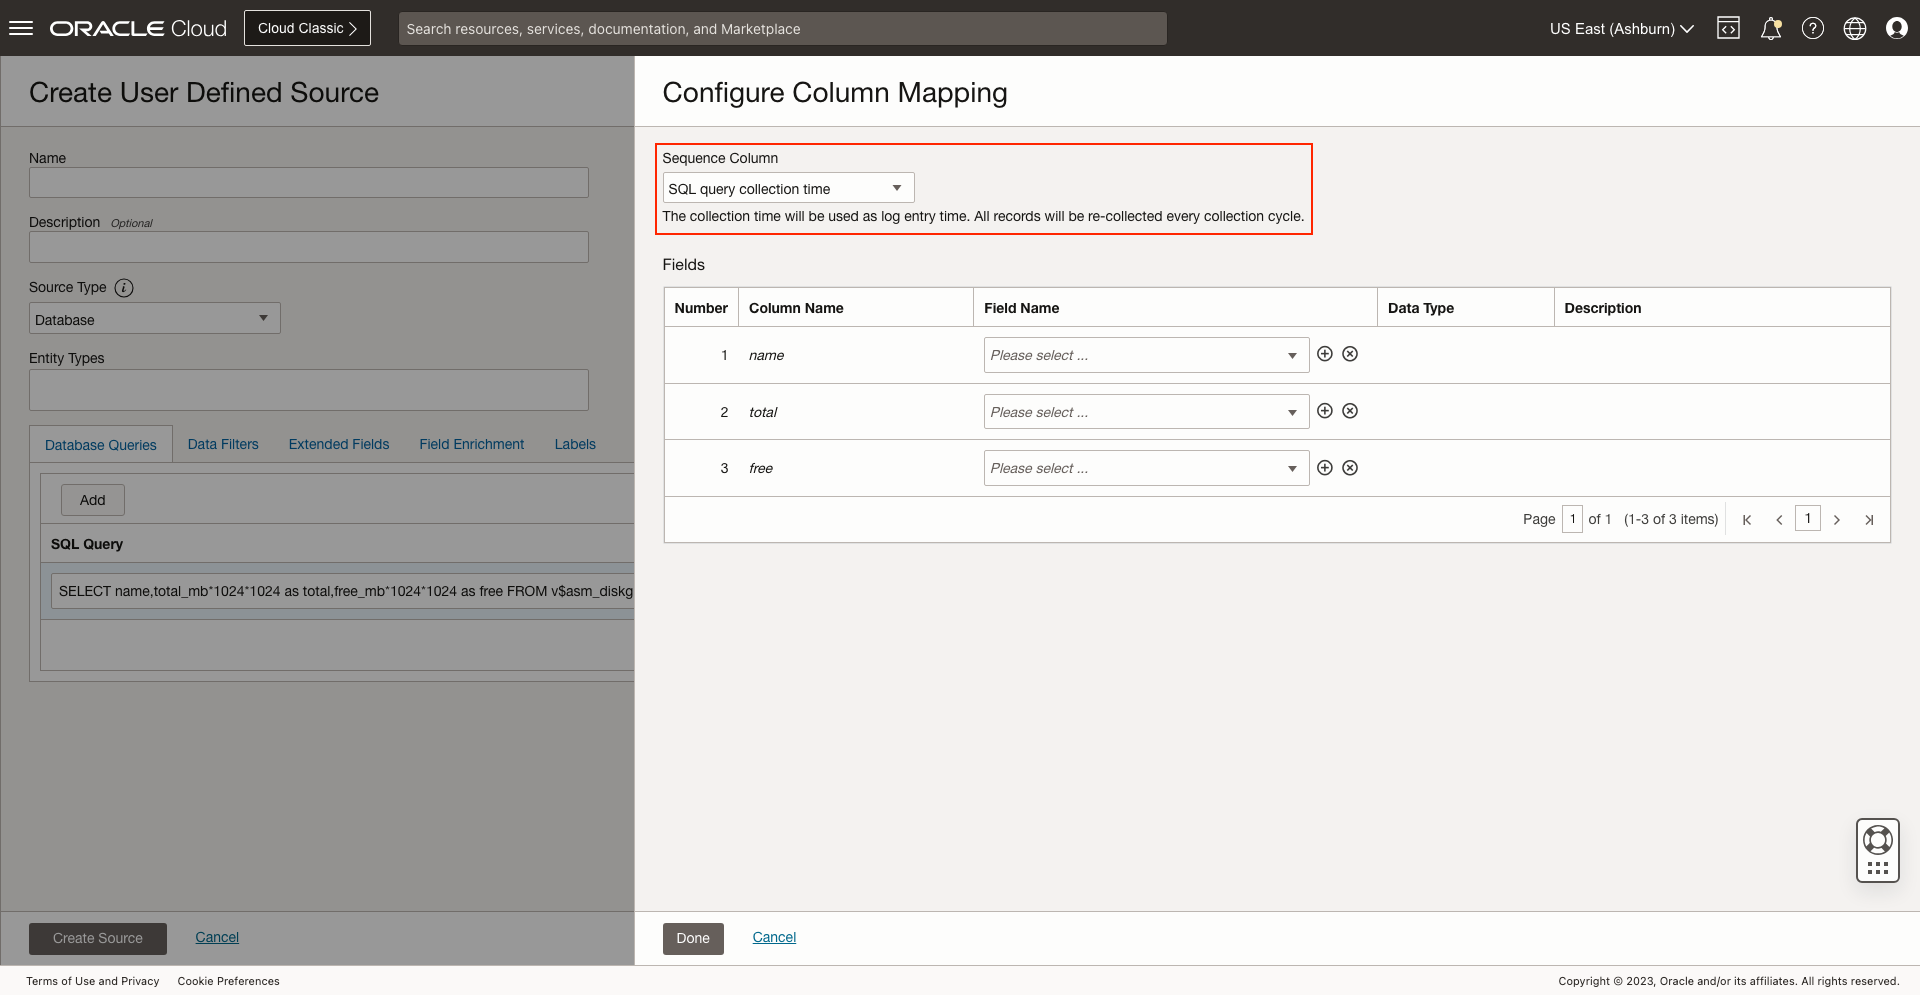 ORACLE Cloud
Cloud Classic
Search resources, services, documentation, and Marketplace
US East (Ashburn)
Create User Defined Source
Name
Description Optional
Source Type
Database
Entity Types
Database Queries Data Filters Extended Fields Field Enrichment Labels
Add
SQL Query
SELECT name,total_mb*1024*1024 as total,free_mb*1024*1024 as free FROM v$asm_diskg
Create Source Cancel
Configure Column Mapping
Sequence Column
SQL query collection time
The collection time will be used as log entry time. All records will be re-collected every collection cycle.
Fields
Number Column Name Field Name Data Type Description
1 name Please select ...
2 total Please select ...
3 free Please select ...
Page 1 of 1 (1-3 of 3 items) 1
Done Cancel
Terms of Use and Privacy Cookie Preferences
Copyright © 2023, Oracle and/or its affiliates. All rights reserved.